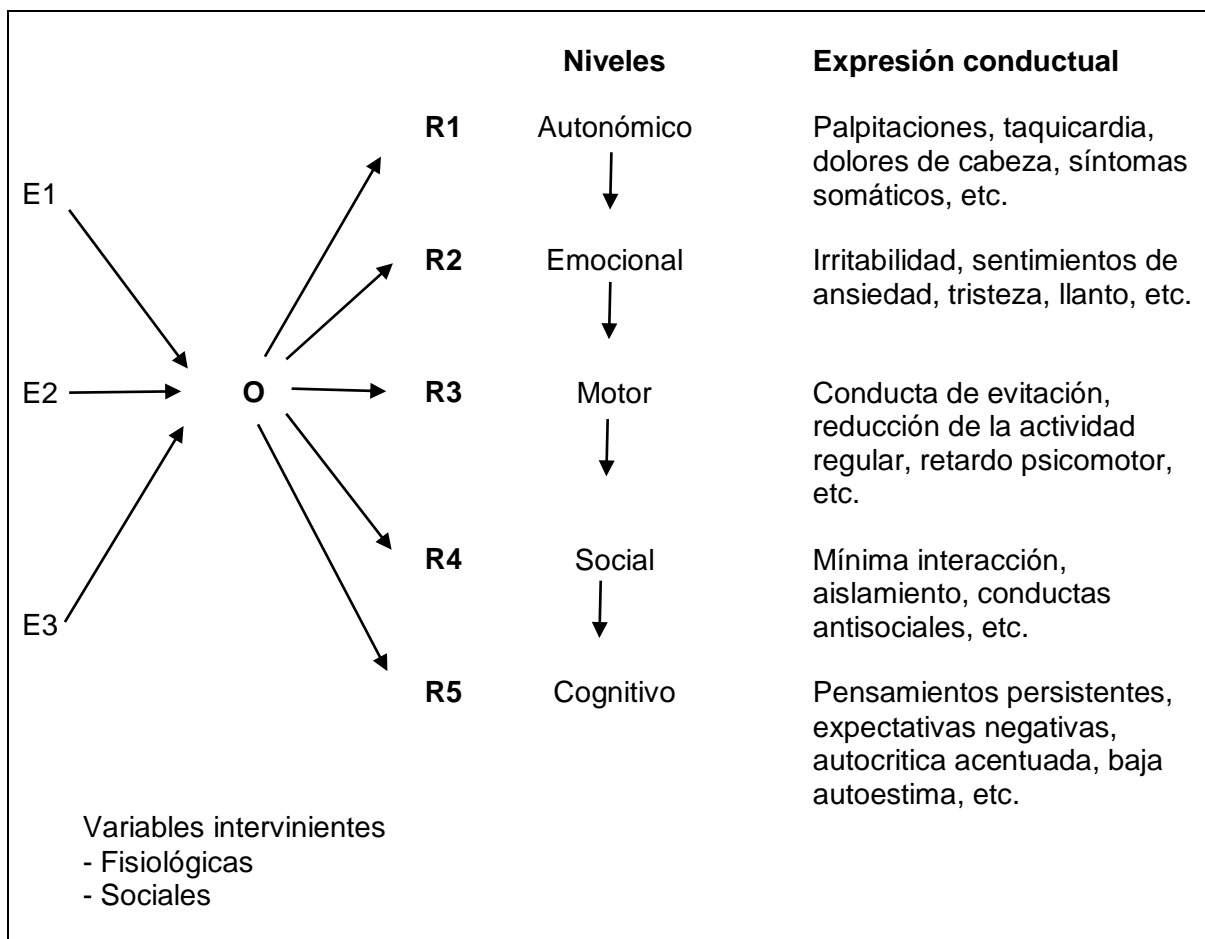 Niveles Expresión conductual
R1 Autonómico Palpitaciones, taquicardia,
dolores de cabeza, síntomas
somáticos, etc.
E1
R2 Emocional Irritabilidad, sentimientos de
ansiedad, tristeza, llanto, etc.
E2 O R3 Motor Conducta de evitación,
reducción de la actividad
regular, retardo psicomotor,
etc.
R4 Social Mínima interacción,
aislamiento, conductas
antisociales, etc.
E3
R5 Cognitivo Pensamientos persistentes,
expectativas negativas,
autocritica acentuada, baja
autoestima, etc.
Variables intervinientes
- Fisiológicas
- Sociales